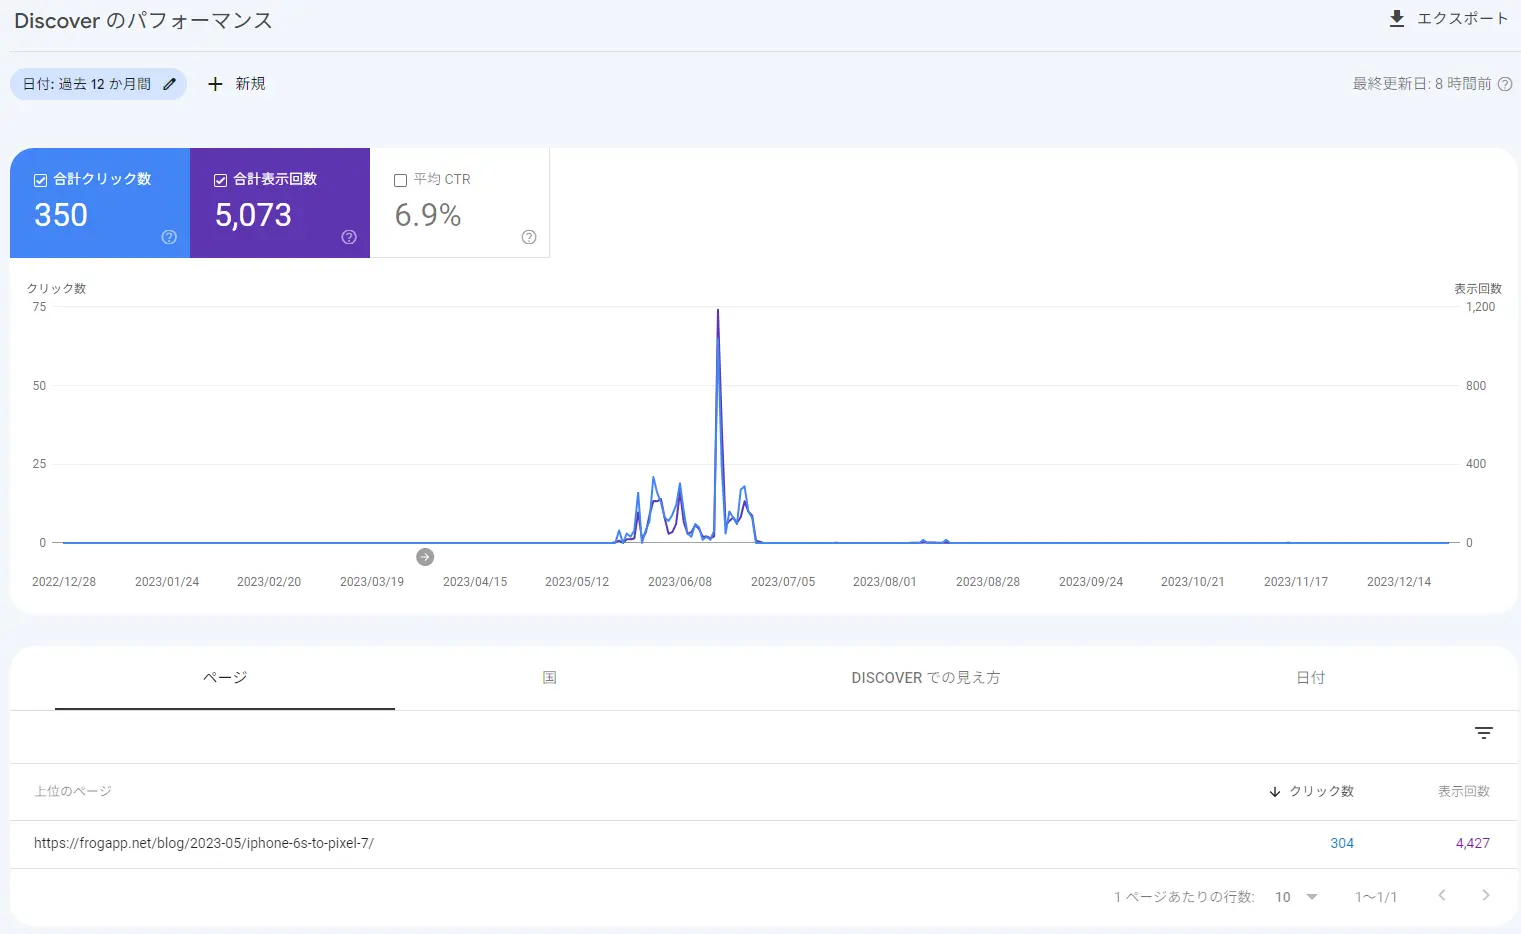 Discover のパフォーマンス
エクスポート
日付: 過去 12 か月間
新規
最終更新日: 8 時間前
合計クリック数
350
合計表示回数
5,073
平均 CTR
6.9%
クリック数
表示回数
75
50
25
0
1,200
800
400
0
2022/12/28
2023/01/24
2023/02/20
2023/03/19
2023/04/15
2023/05/12
2023/06/08
2023/07/05
2023/08/01
2023/08/28
2023/09/24
2023/10/21
2023/11/17
2023/12/14
ページ
国
DISCOVER での見え方
日付
上位のページ
クリック数
表示回数
https://frogapp.net/blog/2023-05/iphone-6s-to-pixel-7/
304
4,427
1 ページあたりの行数:
10
1～1/1